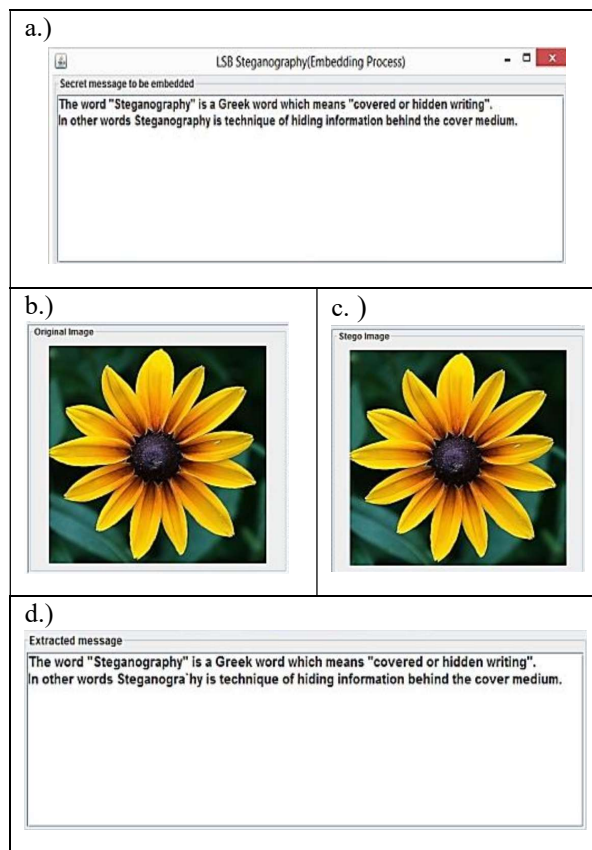 a.)
LSB Steganography(Embedding Process)
Secret message to be embedded
The word "Steganography" is a Greek word which means "covered or hidden writing".
In other words Steganography is technique of hiding information behind the cover medium.
b.)
Original Image
c. )
Stego Image
d.)
Extracted message
The word "Steganography" is a Greek word which means "covered or hidden writing".
In other words Steganogra`hy is technique of hiding information behind the cover medium.